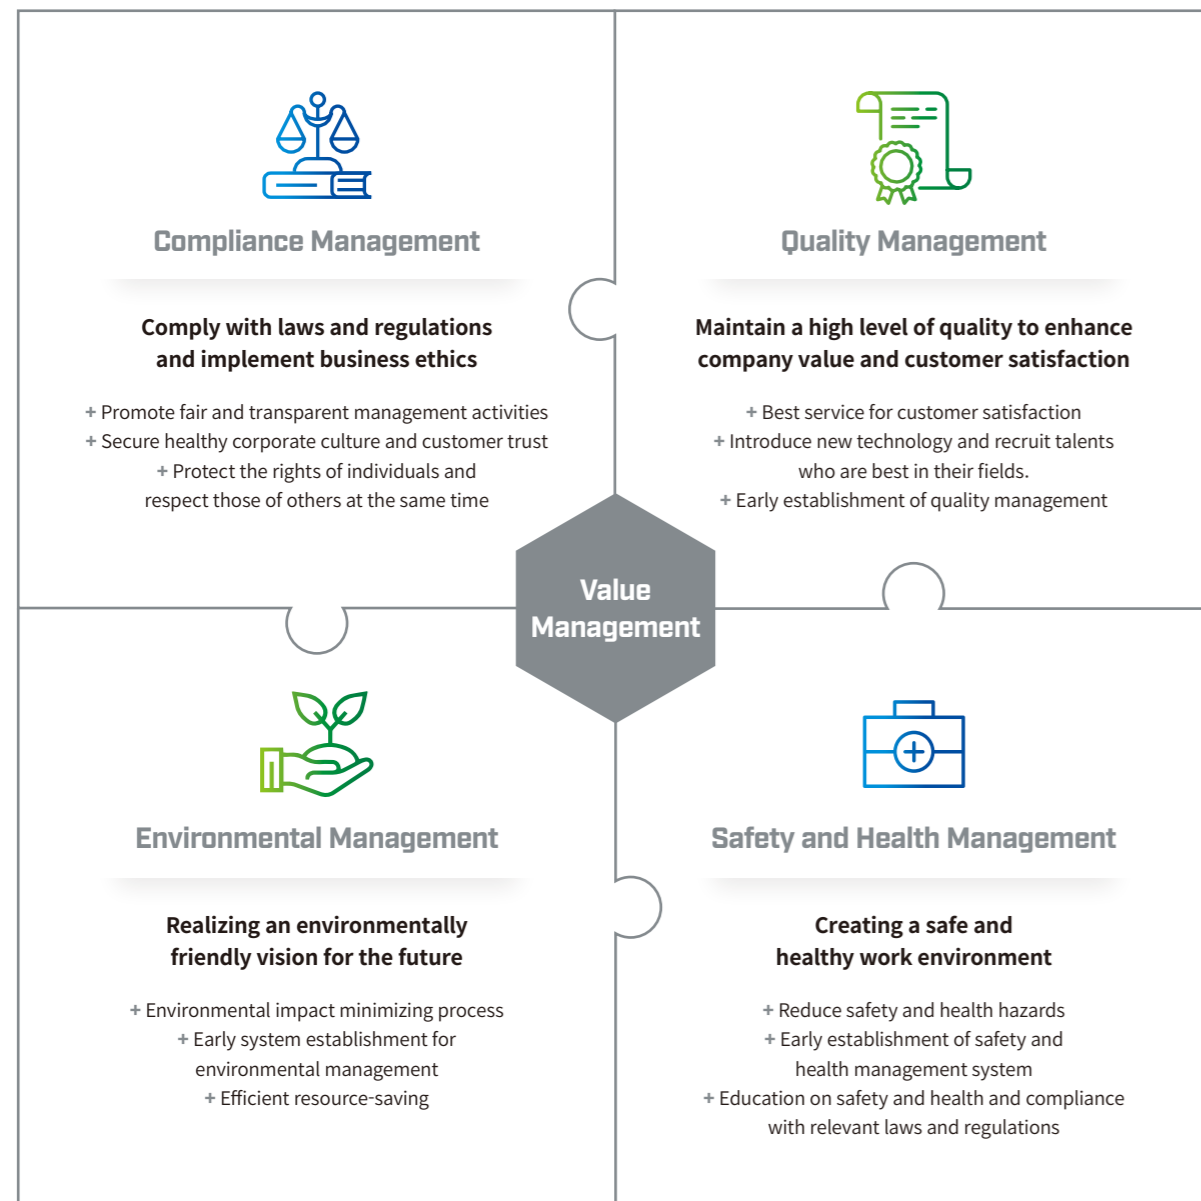 Compliance Management
Comply with laws and regulations
and implement business ethics
+ Promote fair and transparent management activities
+ Secure healthy corporate culture and customer trust
+ Protect the rights of individuals and
respect those of others at the same time
Quality Management
Maintain a high level of quality to enhance
company value and customer satisfaction
+ Best service for customer satisfaction
+ Introduce new technology and recruit talents
who are best in their fields.
+ Early establishment of quality management
Value
Management
Environmental Management
Realizing an environmentally
friendly vision for the future
+ Environmental impact minimizing process
+ Early system establishment for
environmental management
+ Efficient resource-saving
Safety and Health Management
Creating a safe and
healthy work environment
+ Reduce safety and health hazards
+ Early establishment of safety and
health management system
+ Education on safety and health and compliance
with relevant laws and regulations